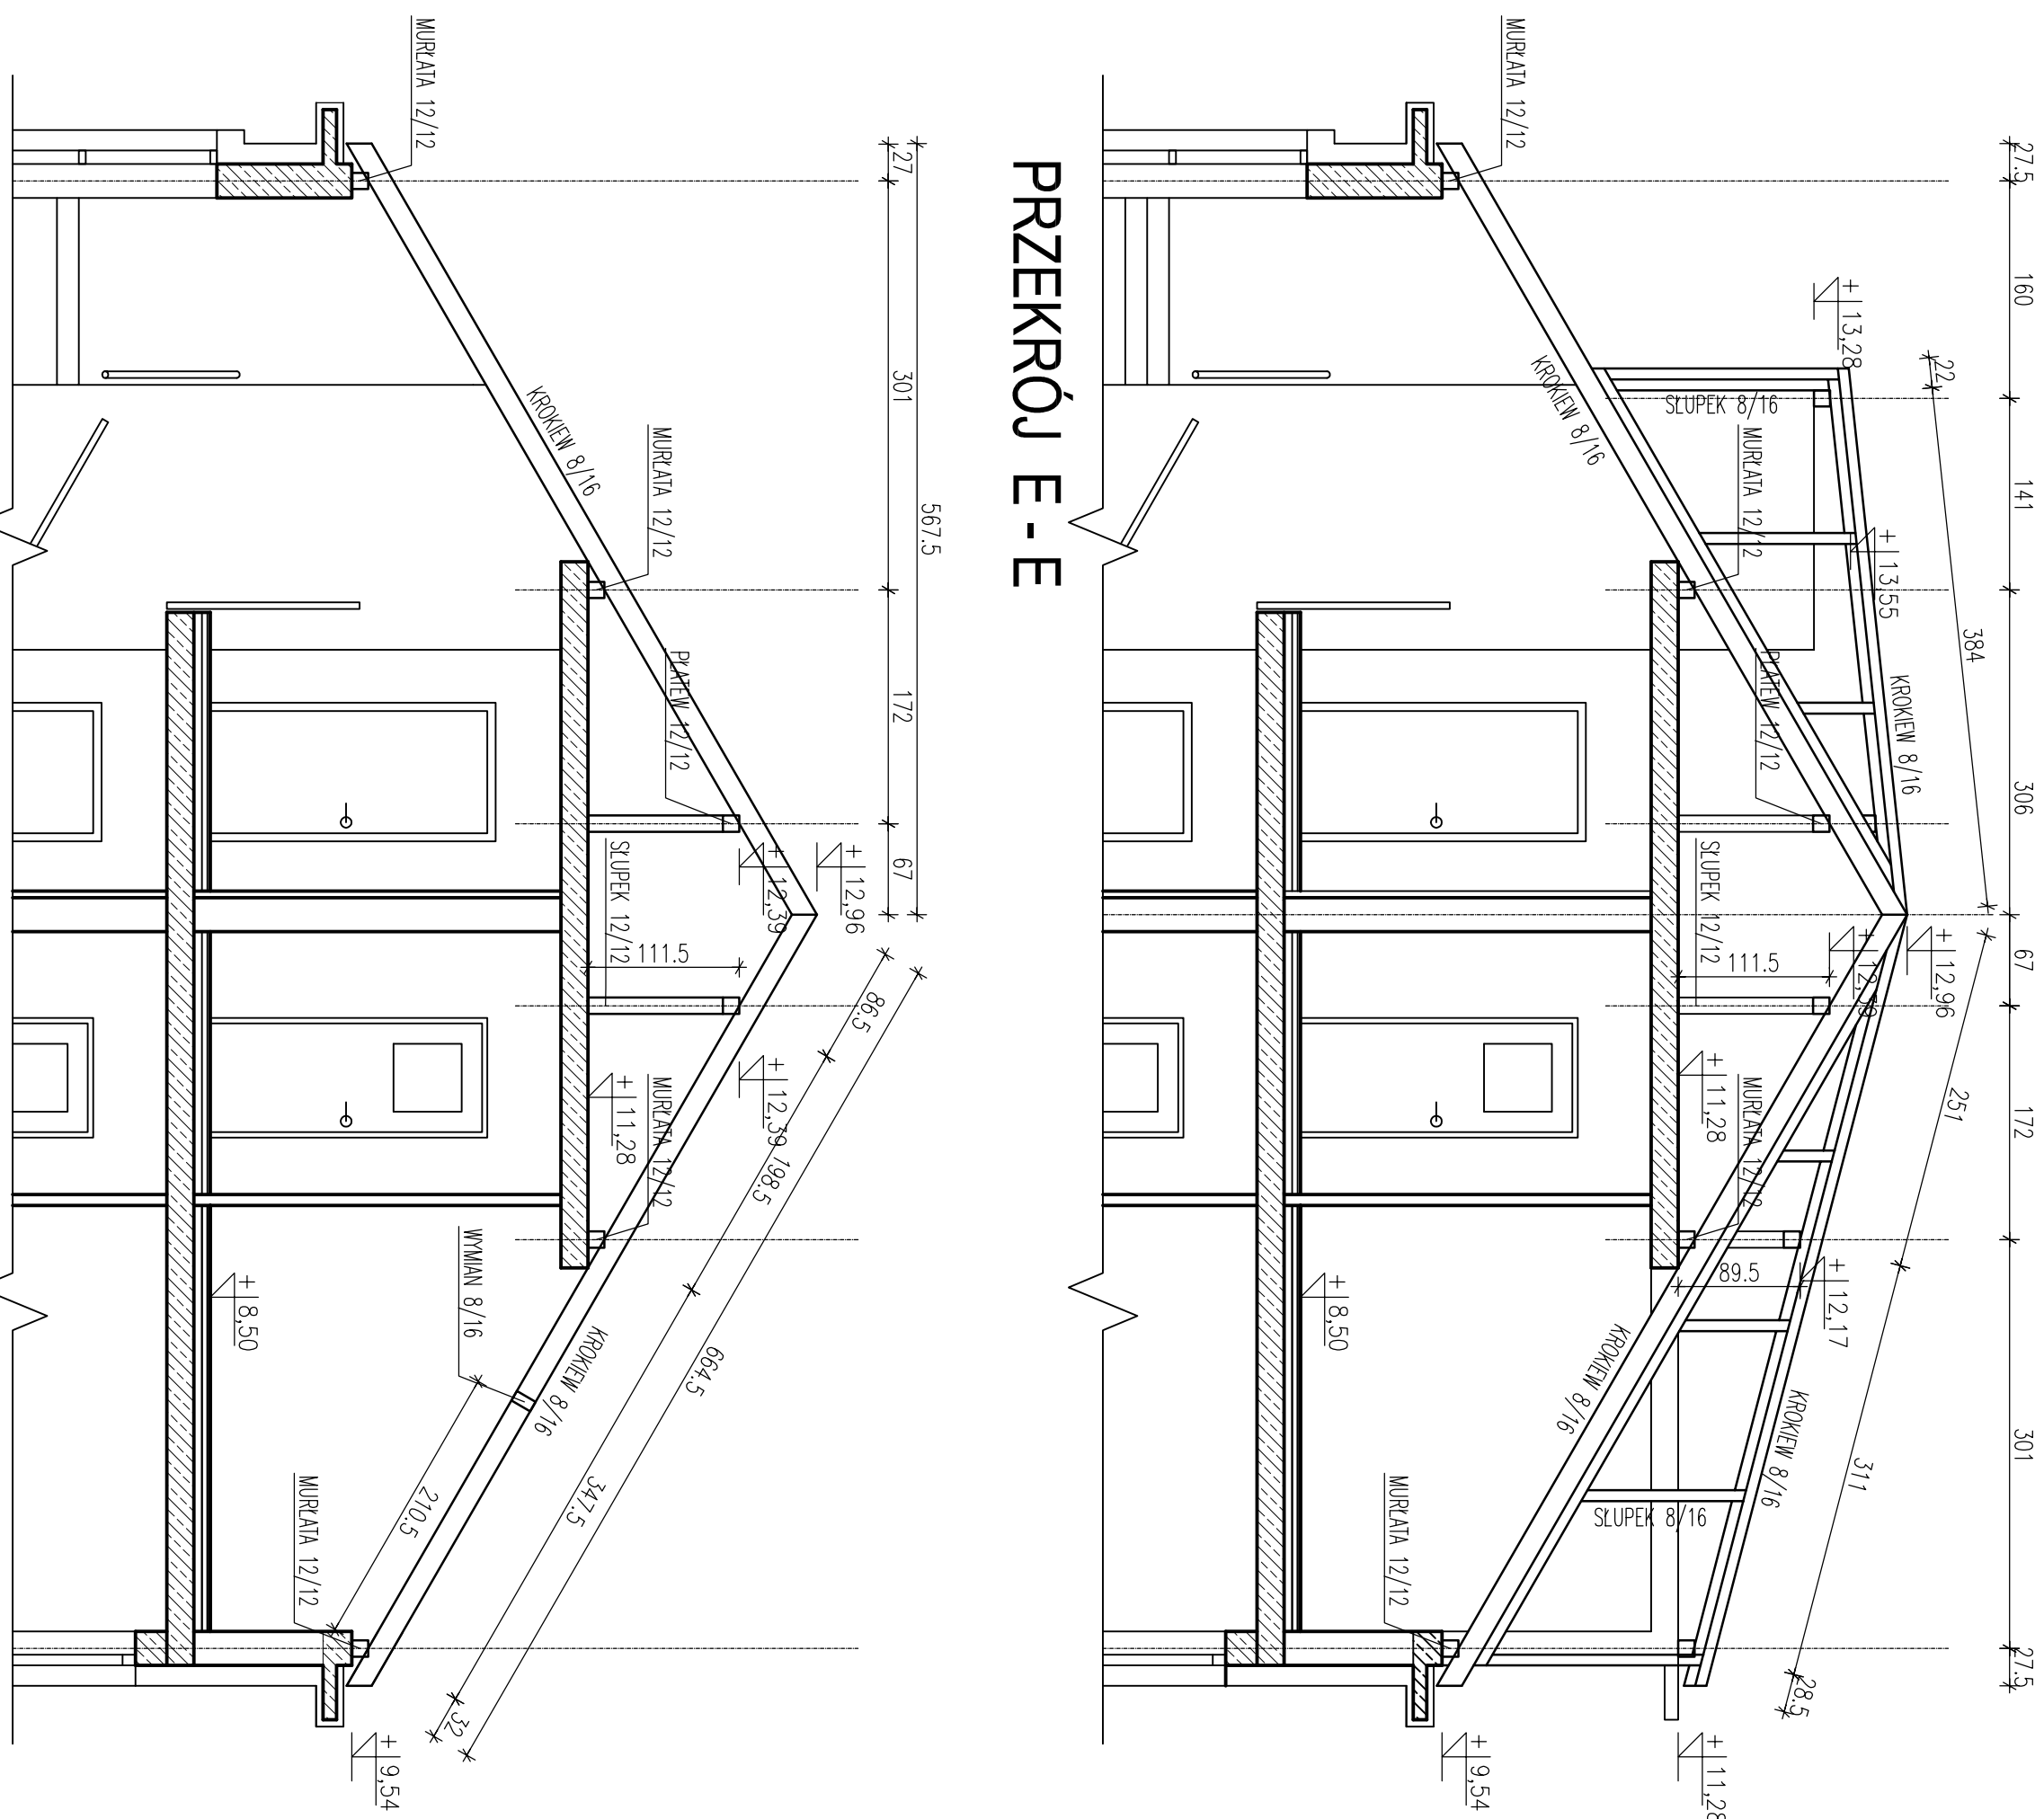 27.5
160
141
306
67
172
301
27.5
+ 13,28
22
384
+ 13,55
251
311
28.5
KROKIEW 8/16
MURŁATA 12/12
KROKIEW 8/16
SŁUPEK 8/16
MURŁATA 12/12
PŁATEW 12/12
SŁUPEK 12/12
111.5
+ 12,96
+ 12,39
+ 11,28
MURŁATA 12/12
89.5
+ 12,17
+ 8,50
KROKIEW 8/16
KROKIEW 8/16
SŁUPEK 8/16
MURŁATA 12/12
+ 9,54
+ 11,28
PRZEKRÓJ E - E
567.5
27
301
172
67
MURŁATA 12/12
KROKIEW 8/16
MURŁATA 12/12
PŁATEW 12/12
SŁUPEK 12/12
+ 12,96
+ 12,39
111.5
86.5
+ 12,39
198.5
+ 11,28
MURŁATA 12/12
WYMIAN 8/16
+ 8,50
KROKIEW 8/16
664.5
347.5
210.5
32
MURŁATA 12/12
+ 9,54